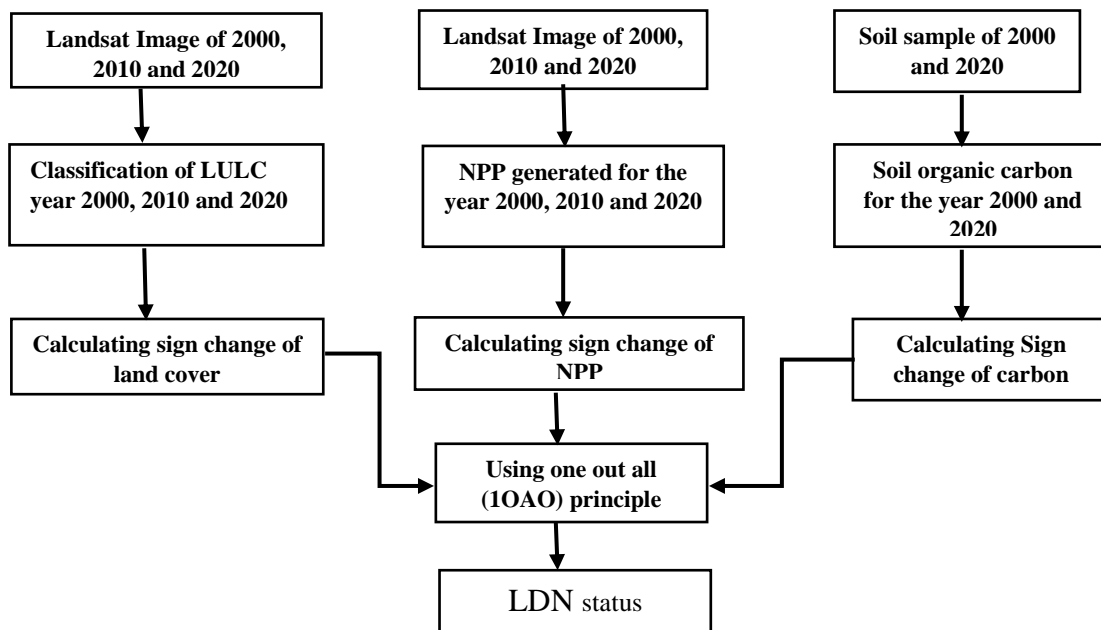 Landsat Image of 2000,
2010 and 2020
Landsat Image of 2000,
2010 and 2020
Soil sample of 2000
and 2020
Classification of LULC
year 2000, 2010 and 2020
NPP generated for the
year 2000, 2010 and 2020
Soil organic carbon
for the year 2000 and
2020
Calculating sign change of
land cover
Calculating sign change of
NPP
Calculating Sign
change of carbon
Using one out all
(1OAO) principle
LDN status